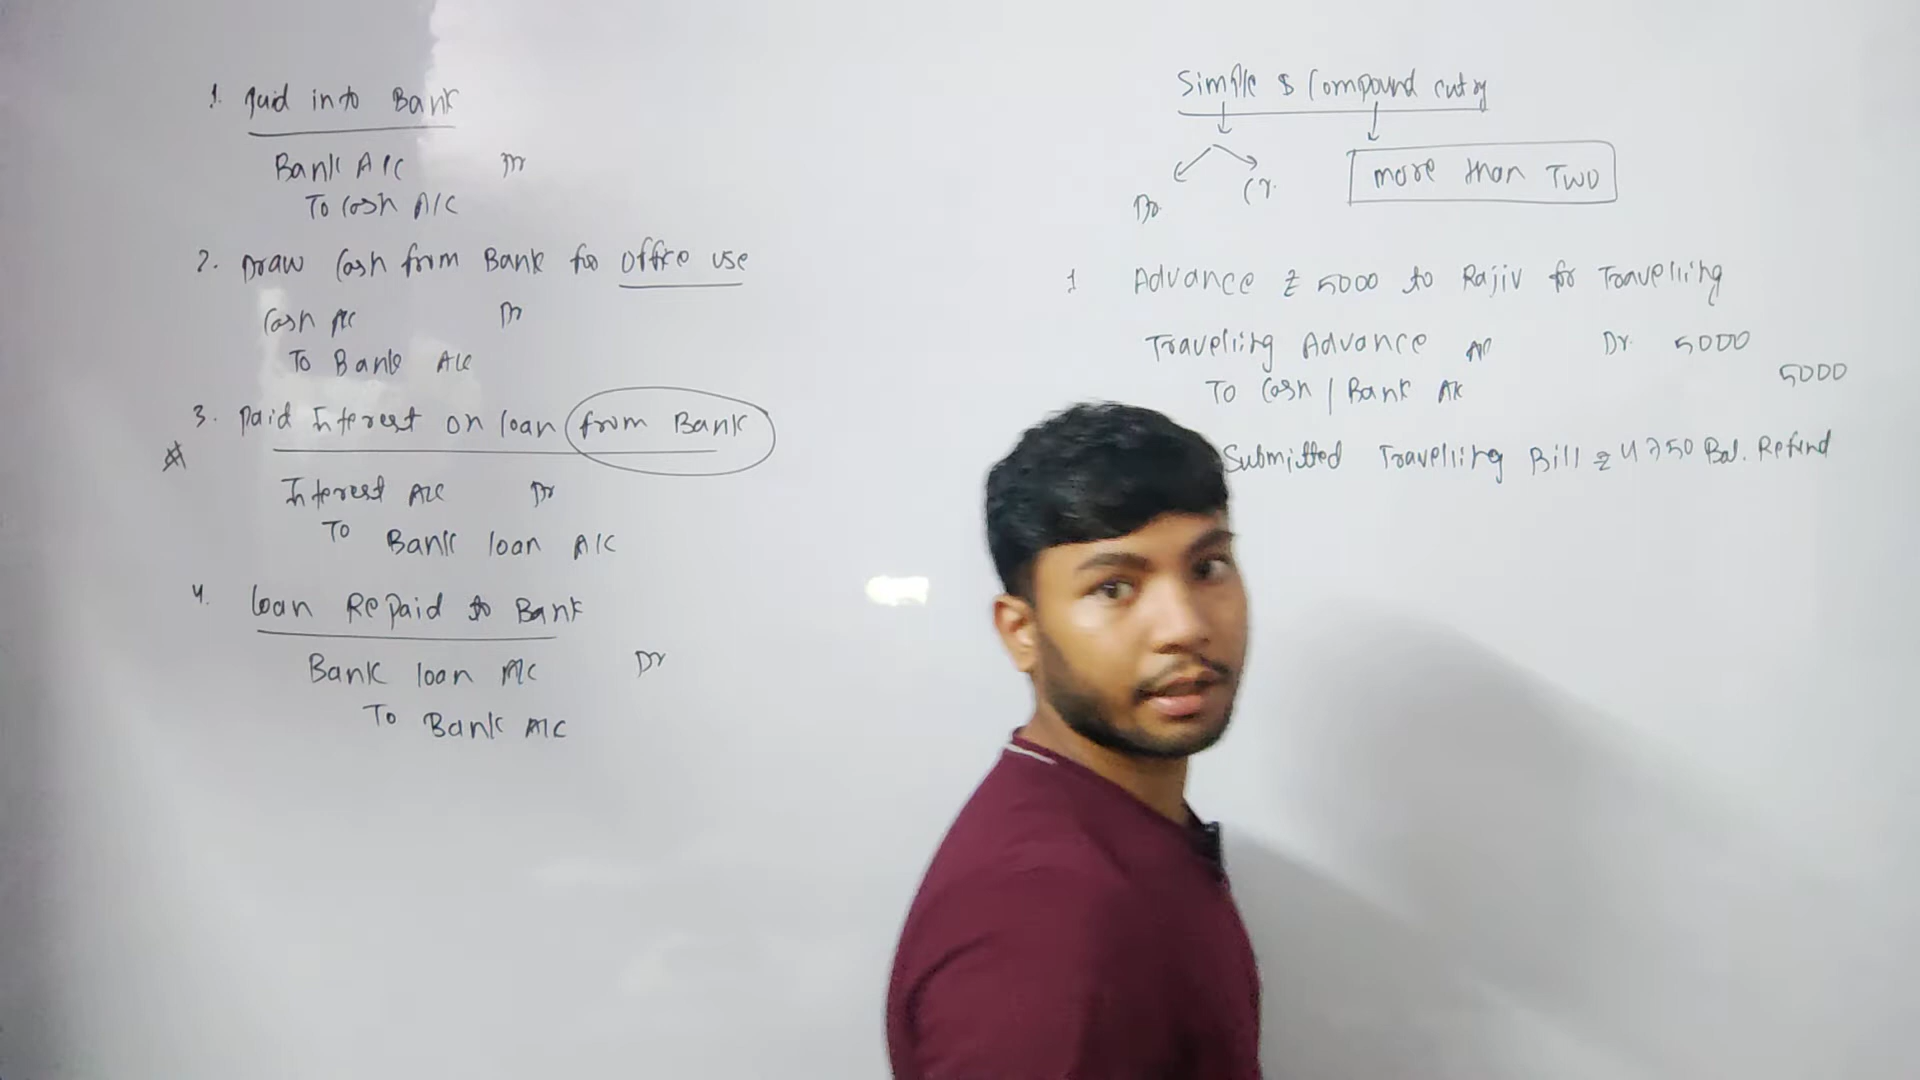 1. Paid into Bank
Bank A/C Dr
To Cash A/C
2. Draw Cash from Bank for office use
Cash A/C Dr
To Bank A/C
3. Paid Interest on loan from Bank
Interest A/C Dr
To Bank loan A/C
4. loan Repaid to Bank
Bank loan A/C Dr
To Bank A/C
Simple & Compound entry
Dr. Cr.
more than Two
1 Advance ₹ 5000 to Rajiv for Travelling
Travelling Advance A/C Dr. 5000
To Cash / Bank A/C 5000
Submitted Travelling Bill ₹ Bal. Refund